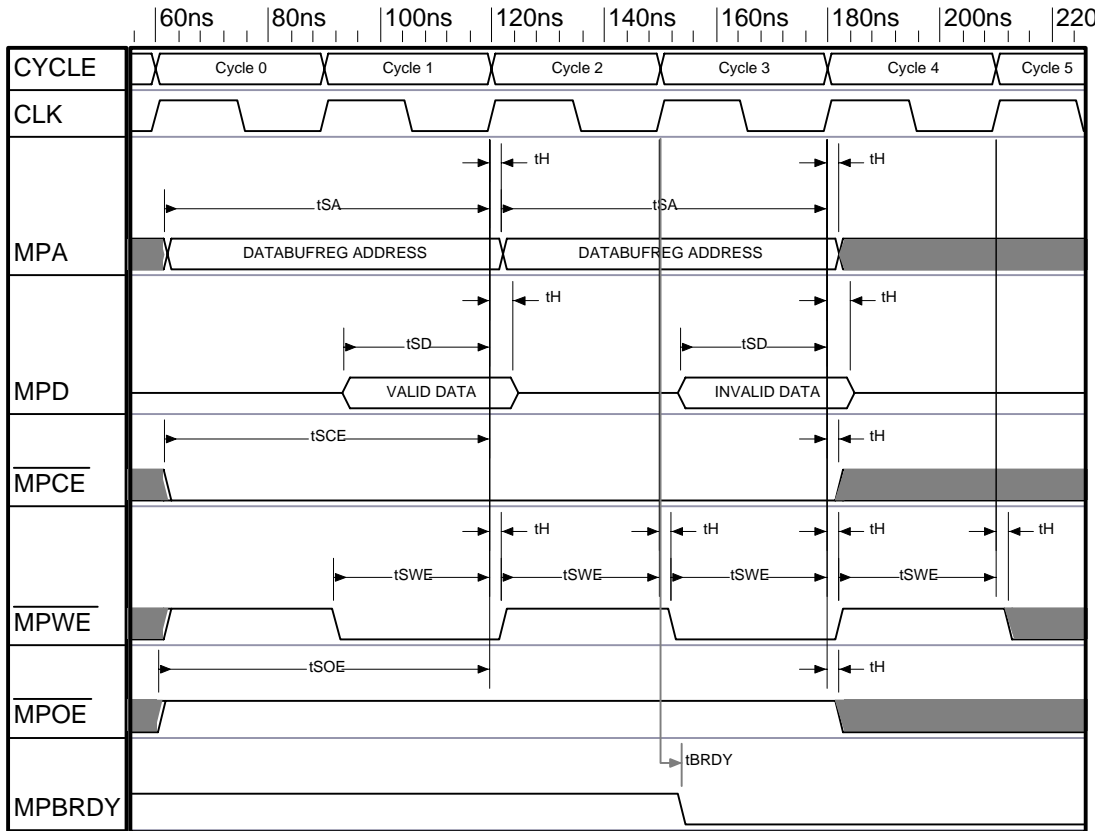 60ns 80ns 100ns 120ns 140ns 160ns 180ns 200ns 220
CYCLE Cycle 0 Cycle 1 Cycle 2 Cycle 3 Cycle 4 Cycle 5
CLK
tH tH
tSA tSA
MPA DATABUFREG ADDRESS DATABUFREG ADDRESS
tH tH
tSD tSD
MPD VALID DATA INVALID DATA
tSCE tH
MPCE
tH tH tH tH
tSWE tSWE tSWE tSWE
MPWE
tSOE tH
MPOE
tBRDY
MPBRDY